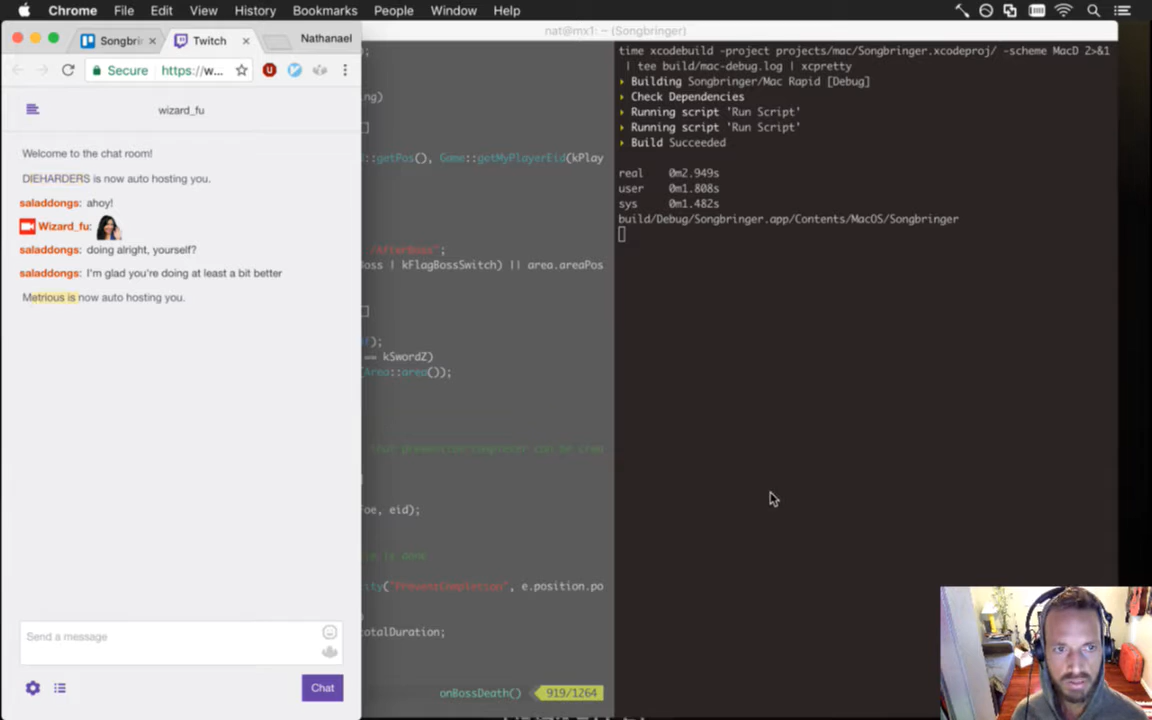 Chrome File Edit View History Bookmarks People Window Help
Songbri Twitch Nathanael
Secure https://w...
wizard_fu
Welcome to the chat room!
DIEHARDERS is now auto hosting you.
saladdongs: ahoy!
Wizard_fu:
saladdongs: doing alright, yourself?
saladdongs: I'm glad you're doing at least a bit better
Metrious is now auto hosting you.
Send a message
Chat
nat@mx1: ~ (Songbringer)
::getPos(), Game::getMyPlayerEid(kPlay
oss | kFlagBossSwitch) || area.areaPos
== kSwordZ)
Area::area());
oe, eid);
e.position.po
otalDuration;
onBossDeath() 919/1264
time xcodebuild -project projects/mac/Songbringer.xcodeproj/ -scheme MacD 2>&1
| tee build/mac-debug.log | xcpretty
Building Songbringer/Mac Rapid [Debug]
Check Dependencies
Running script 'Run Script'
Running script 'Run Script'
Build Succeeded
real 0m2.949s
user 0m1.808s
sys 0m1.482s
build/Debug/Songbringer.app/Contents/MacOS/Songbringer